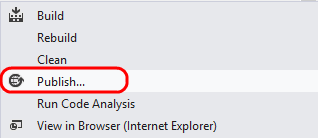 Build
Rebuild
Clean
Publish...
Run Code Analysis
View in Browser (Internet Explorer)